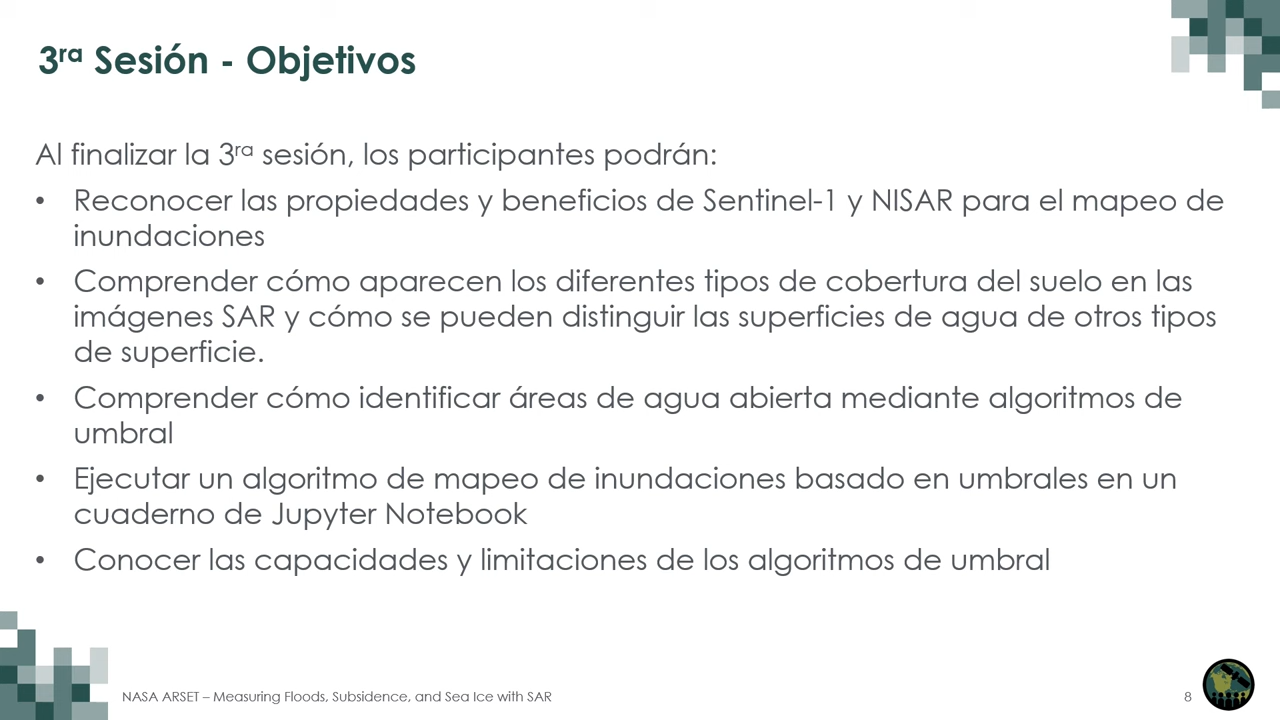 3ra Sesión - Objetivos
Al finalizar la 3ra sesión, los participantes podrán:
• Reconocer las propiedades y beneficios de Sentinel-1 y NISAR para el mapeo de
inundaciones
• Comprender cómo aparecen los diferentes tipos de cobertura del suelo en las
imágenes SAR y cómo se pueden distinguir las superficies de agua de otros tipos
de superficie.
• Comprender cómo identificar áreas de agua abierta mediante algoritmos de
umbral
• Ejecutar un algoritmo de mapeo de inundaciones basado en umbrales en un
cuaderno de Jupyter Notebook
• Conocer las capacidades y limitaciones de los algoritmos de umbral
NASA ARSET – Measuring Floods, Subsidence, and Sea Ice with SAR
8